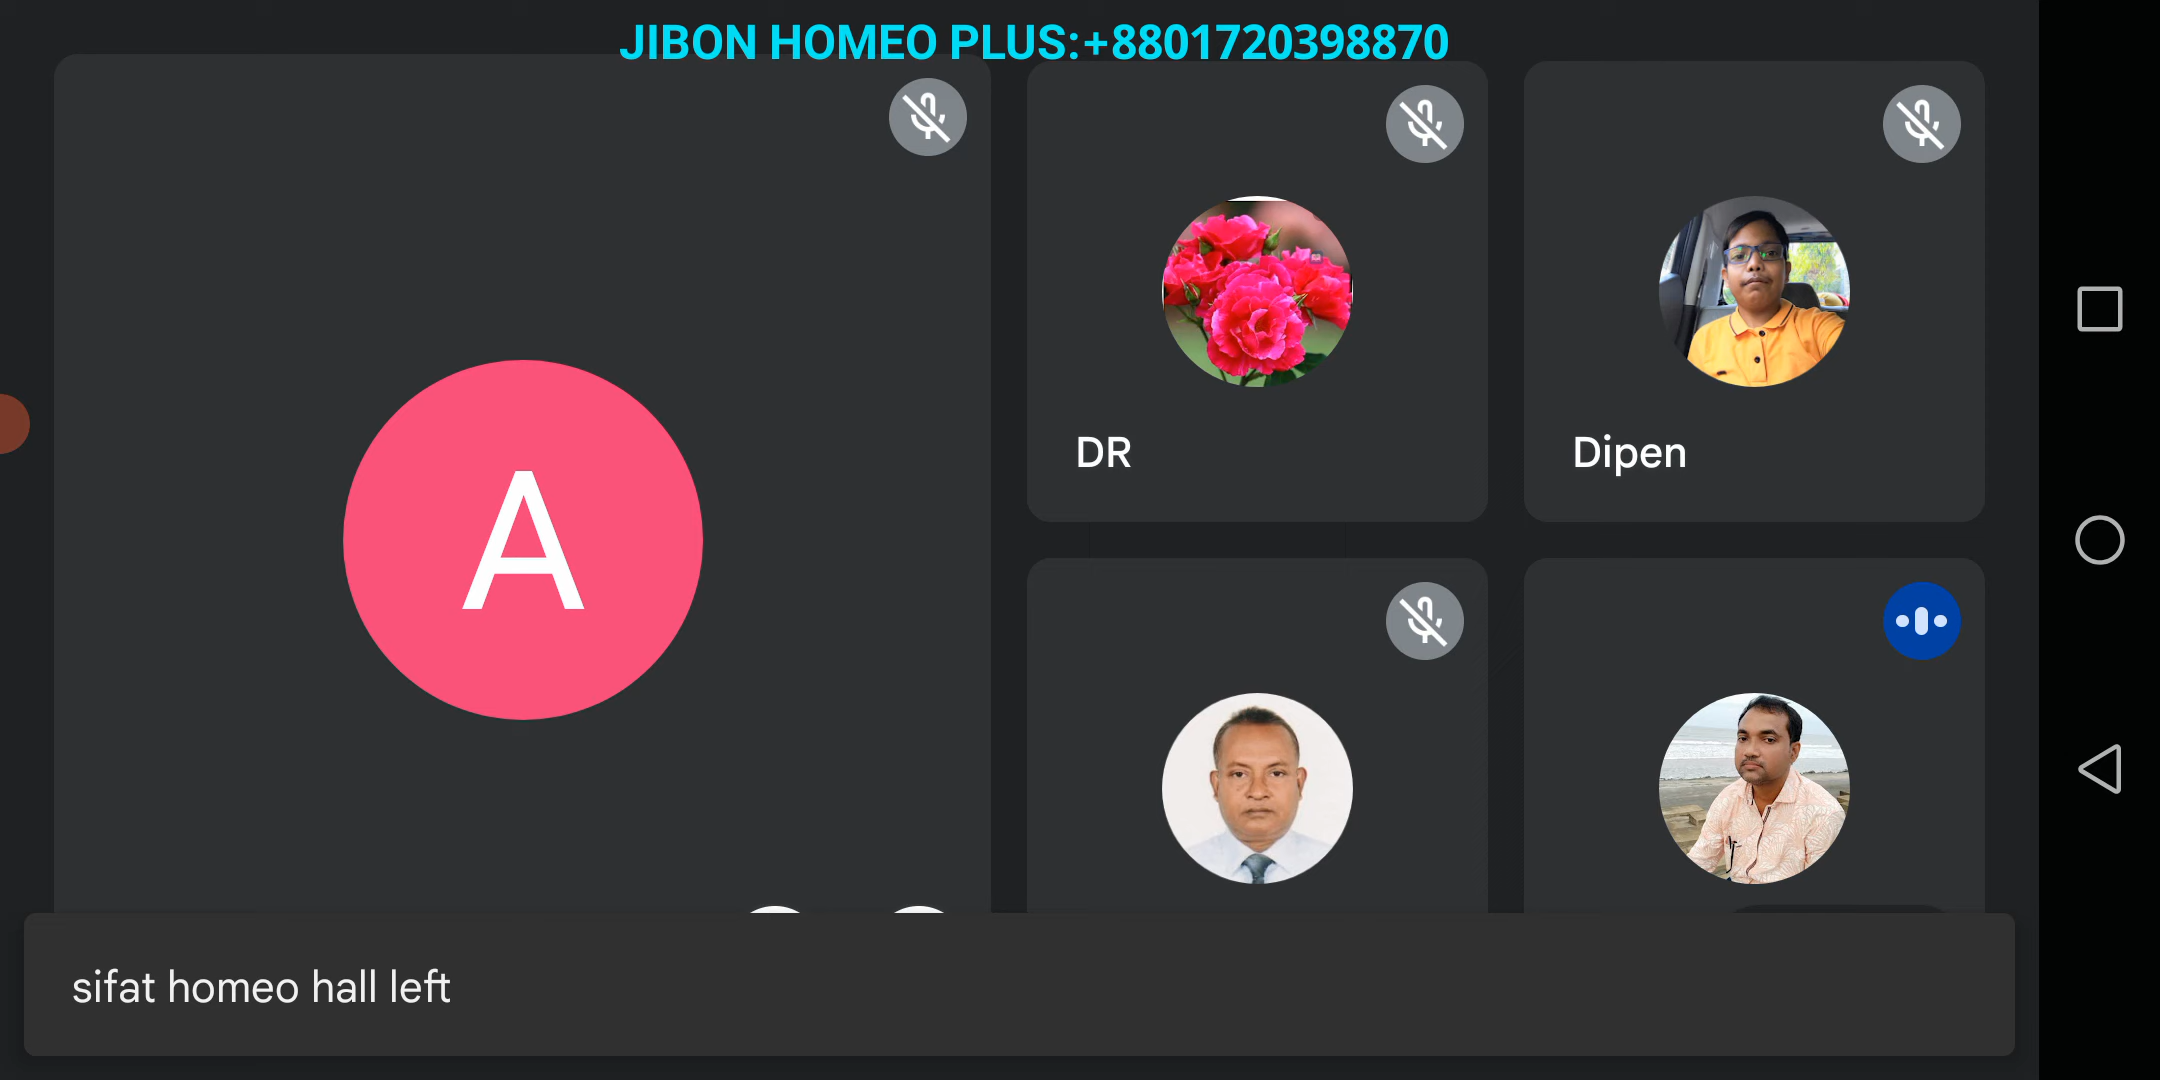 JIBON HOMEO PLUS:+8801720398870
A
DR
Dipen
sifat homeo hall left